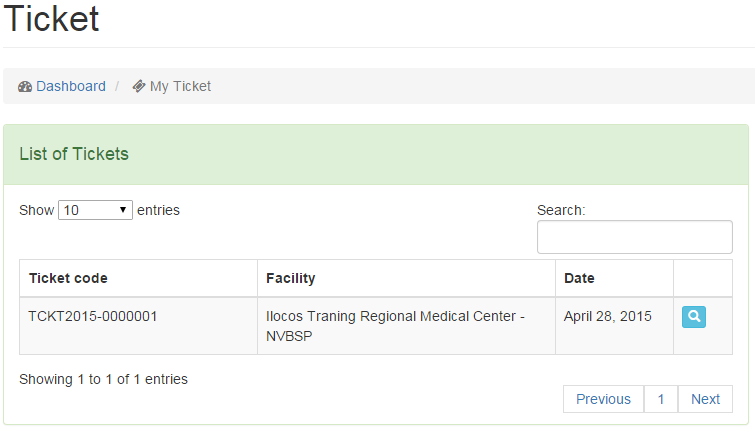 Ticket
Dashboard / My Ticket
List of Tickets
Show 10 entries
Search:
Ticket code Facility Date
TCKT2015-0000001 Ilocos Traning Regional Medical Center - April 28, 2015
NVBSP
Showing 1 to 1 of 1 entries
Previous 1 Next